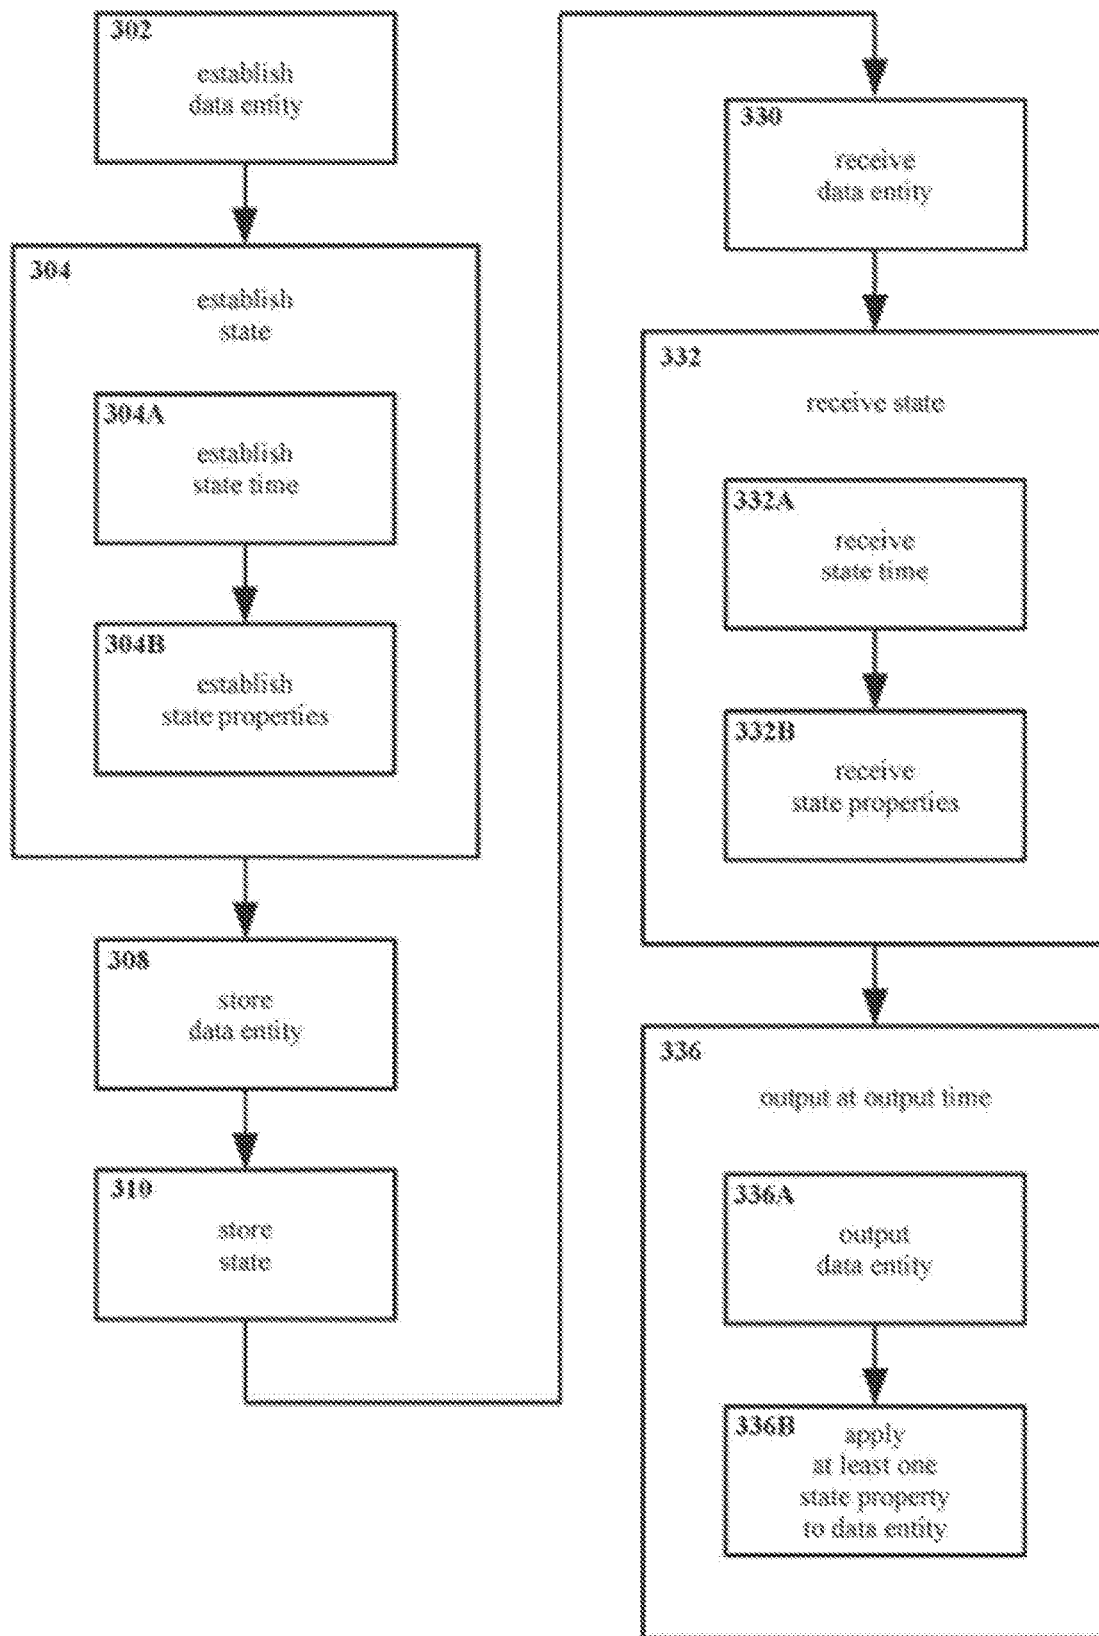 302
establish
data entity
304
establish
state
304A
establish
state time
304B
establish
state properties
308
store
data entity
310
store
state
330
receive
data entity
332
receive state
332A
receive
state time
332B
receive
state properties
336
output at output time
336A
output
data entity
336B
apply
at least one
state property
to data entity